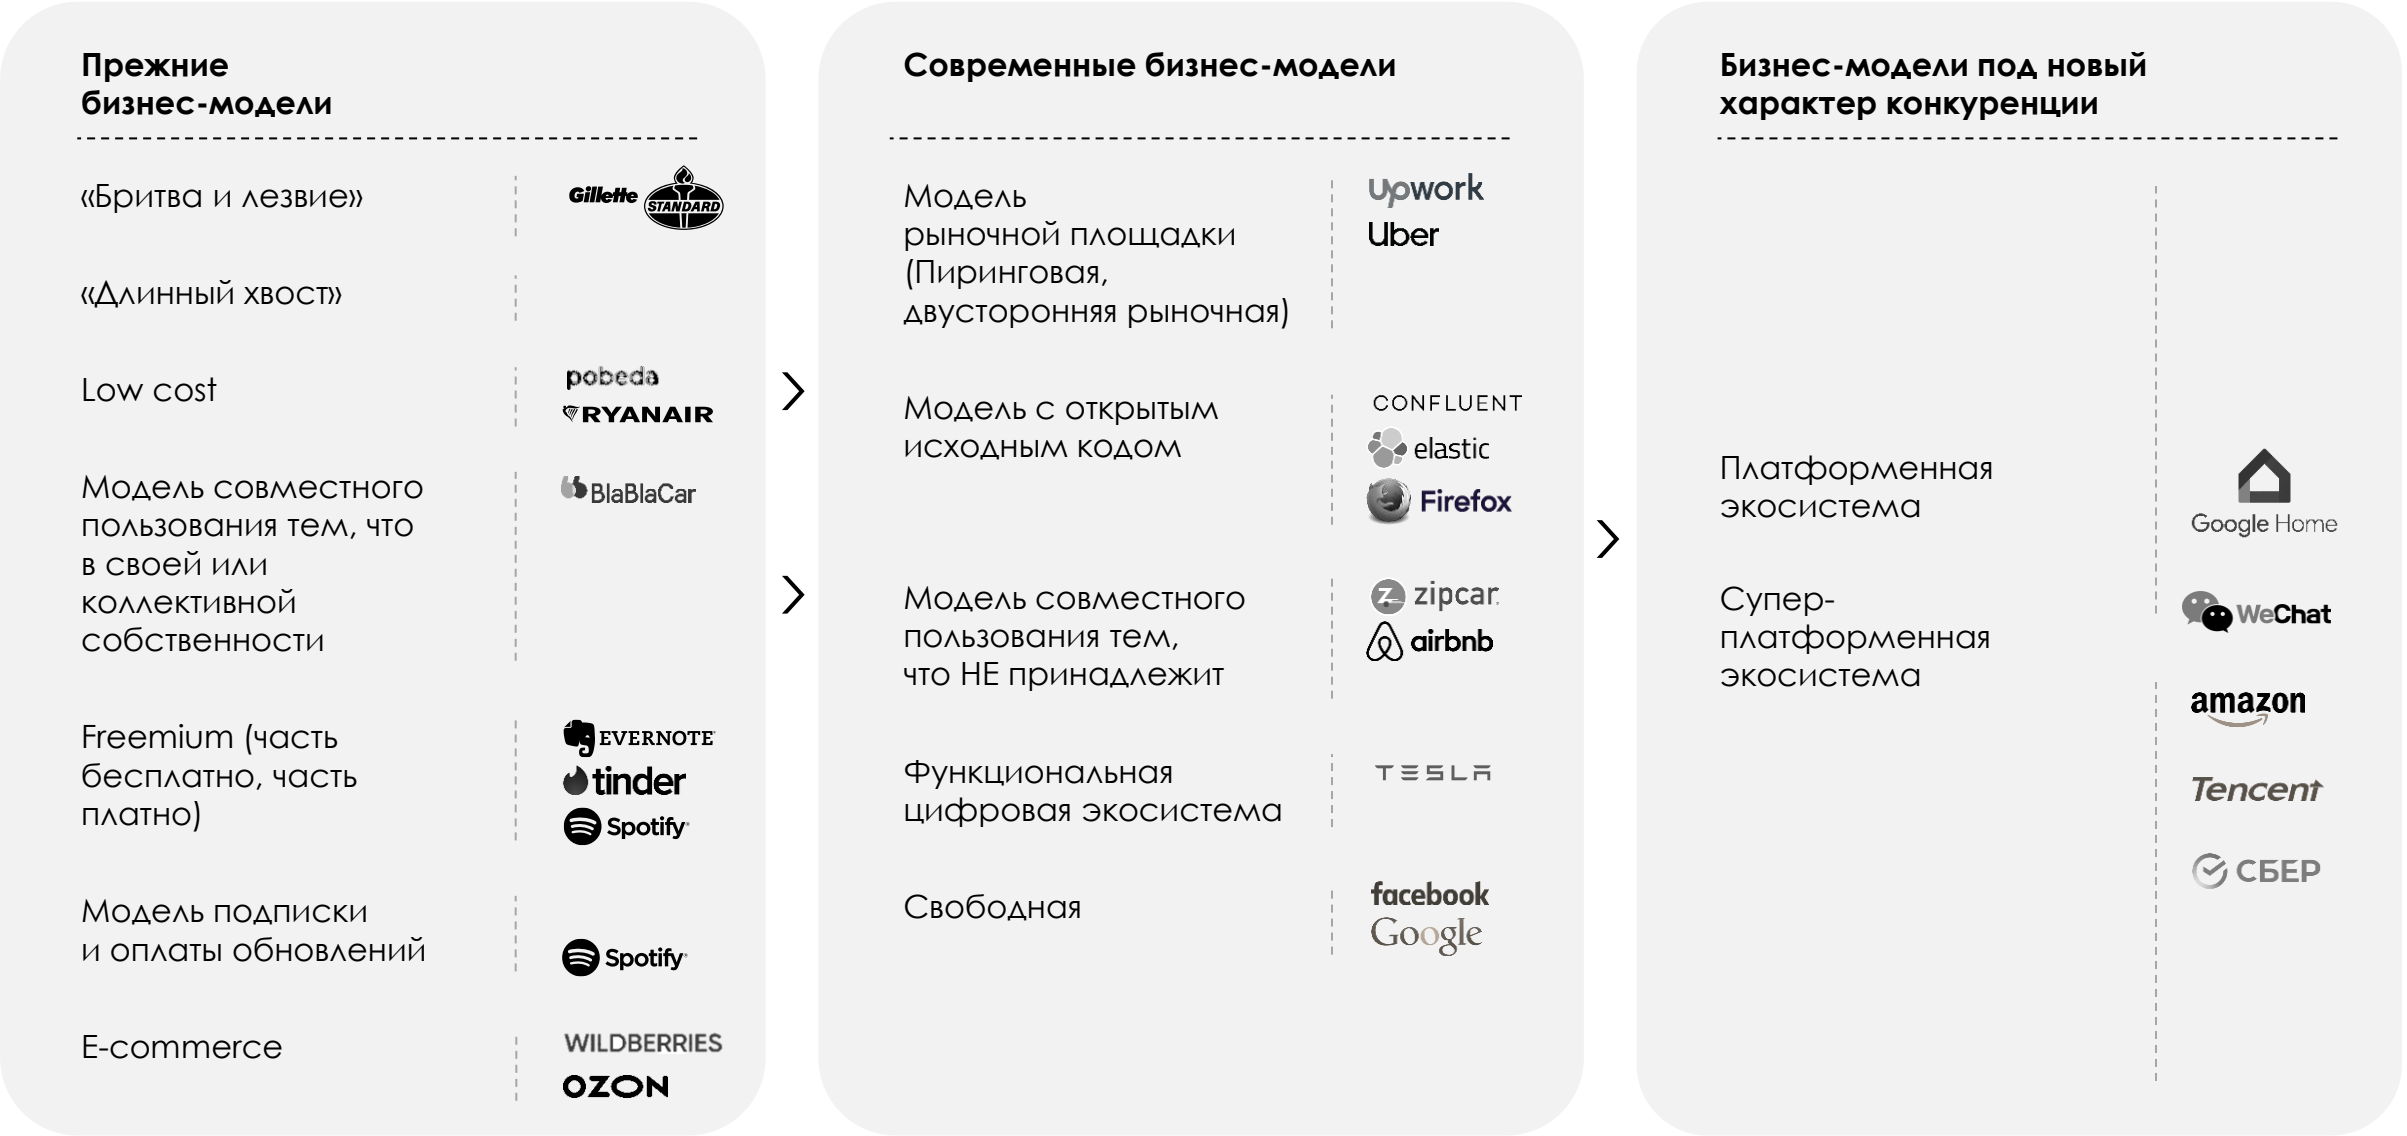 Прежние
бизнес-модели
«Бритва и лезвие»
Gillette
STANDARD
«Длинный хвост»
Low cost
pobeda
RYANAIR
Модель совместного
пользования тем, что
в своей или
коллективной
собственности
BlaBlaCar
Freemium (часть
бесплатно, часть
платно)
EVERNOTE
tinder
Spotify
Модель подписки
и оплаты обновлений
Spotify
E-commerce
WILDBERRIES
OZON
Современные бизнес-модели
Модель
рыночной площадки
(Пиринговая,
двусторонняя рыночная)
upwork
Uber
Модель с открытым
исходным кодом
CONFLUENT
elastic
Firefox
Модель совместного
пользования тем,
что НЕ принадлежит
zipcar.
airbnb
Функциональная
цифровая экосистема
TESLA
Свободная
facebook
Google
Бизнес-модели под новый
характер конкуренции
Платформенная
экосистема
Google Home
Супер-
платформенная
экосистема
WeChat
amazon
Tencent
СБЕР